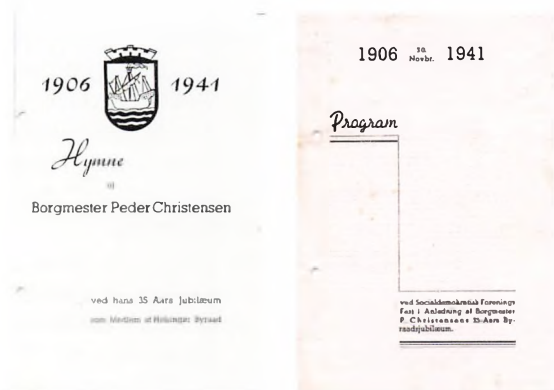 1906 1941
Hymne
til
Borgmester Peder Christensen
ved hans 35 Aars Jubilæum
som Medlem af Helsingør Byraad
1906 30. Novbr. 1941
Program
ved Socialdemokratisk Forenings
Fest i Anledning af Borgmester
P. Christensens 35 Aars By-
raadsjubilæum.